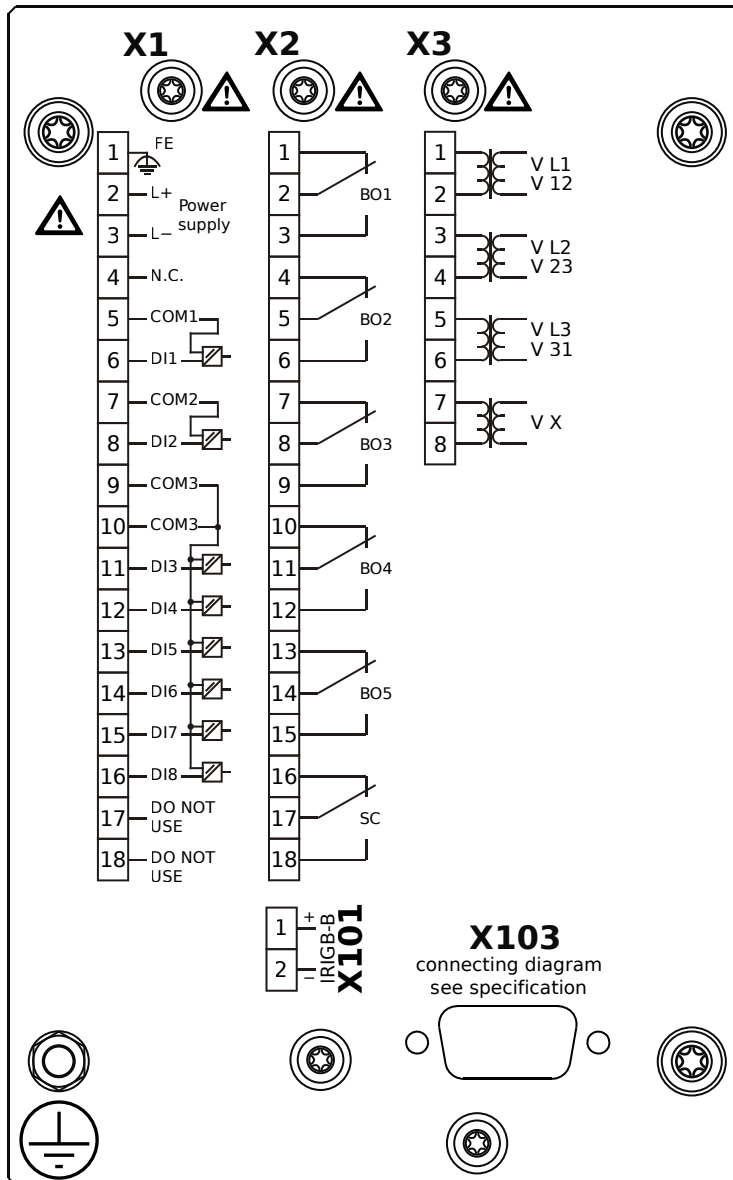 X1
X2
X3
1 FE
2 L+
Power
supply
3 L−
4 N.C.
5 COM1
6 DI1
7 COM2
8 DI2
9 COM3
10 COM3
11 DI3
12 DI4
13 DI5
14 DI6
15 DI7
16 DI8
17 DO NOT
USE
18 DO NOT
USE
1
2 BO1
3
4
5 BO2
6
7
8 BO3
9
10
11 BO4
12
13
14 BO5
15
16
17 SC
18
1
2
V L1
V 12
3
4
V L2
V 23
5
6
V L3
V 31
7
8
V X
1 +
2 −
IRIGB-B
X101
X103
connecting diagram
see specification